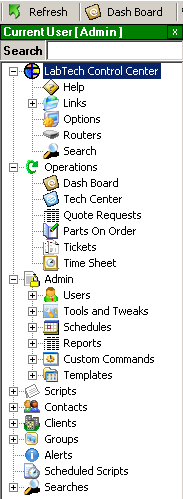 Refresh Dash Board
Current User [ Admin ] x
Search
LabTech Control Center
Help
Links
Options
Routers
Search
Operations
Dash Board
Tech Center
Quote Requests
Parts On Order
Tickets
Time Sheet
Admin
Users
Tools and Tweaks
Schedules
Reports
Custom Commands
Templates
Scripts
Contacts
Clients
Groups
Alerts
Scheduled Scripts
Searches